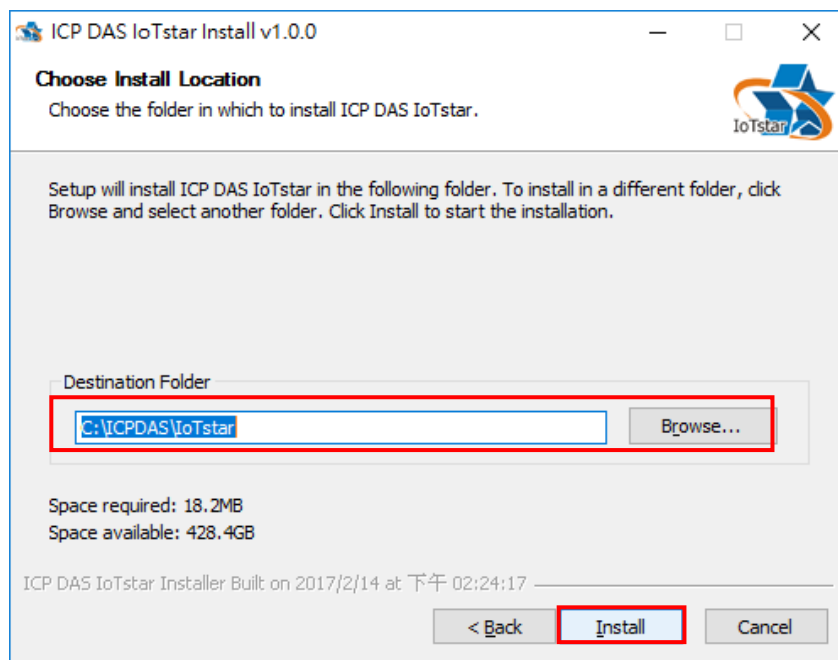 ICP DAS IoTstar Install v1.0.0
Choose Install Location
Choose the folder in which to install ICP DAS IoTstar.
IoTstar
Setup will install ICP DAS IoTstar in the following folder. To install in a different folder, click
Browse and select another folder. Click Install to start the installation.
Destination Folder
C:\ICPDAS\IoTstar
Browse...
Space required: 18.2MB
Space available: 428.4GB
ICP DAS IoTstar Installer Built on 2017/2/14 at 下午 02:24:17
< Back
Install
Cancel